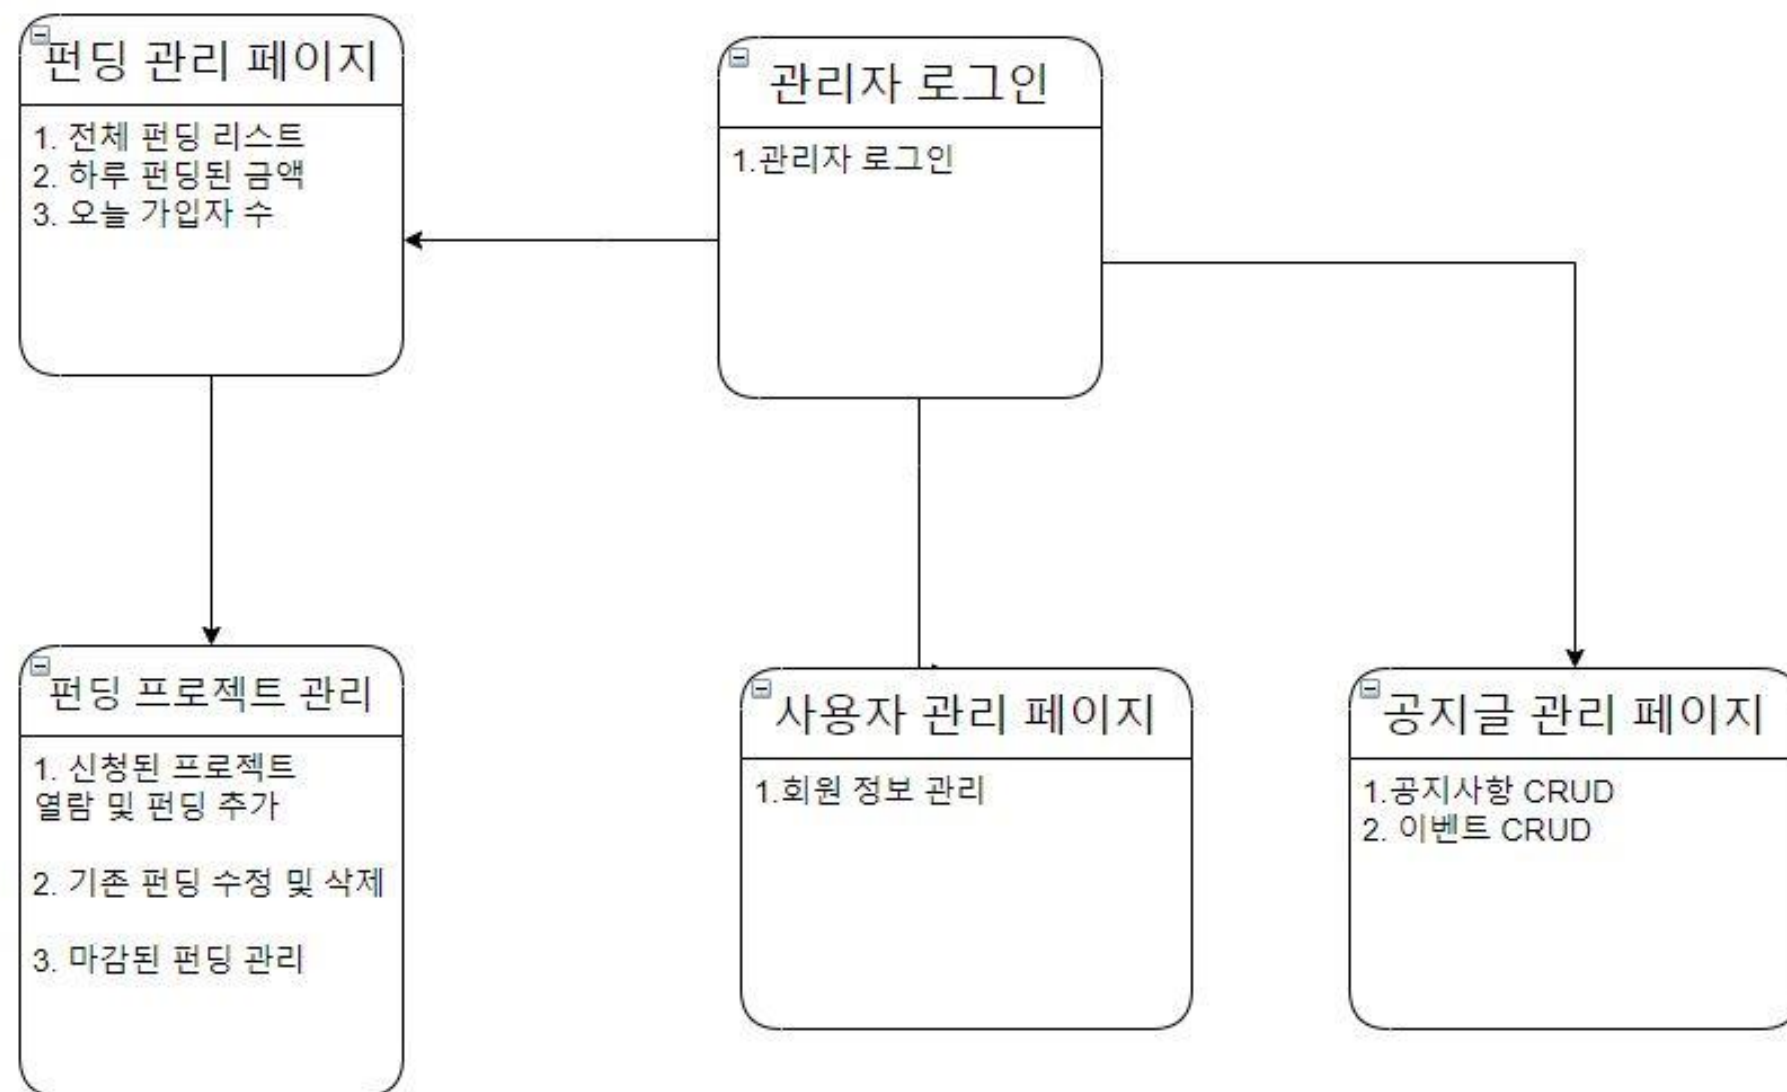 펀딩 관리 페이지
1. 전체 펀딩 리스트
2. 하루 펀딩된 금액
3. 오늘 가입자 수
관리자 로그인
1.관리자 로그인
펀딩 프로젝트 관리
1. 신청된 프로젝트
열람 및 펀딩 추가
2. 기존 펀딩 수정 및 삭제
3. 마감된 펀딩 관리
사용자 관리 페이지
1.회원 정보 관리
공지글 관리 페이지
1.공지사항 CRUD
2. 이벤트 CRUD